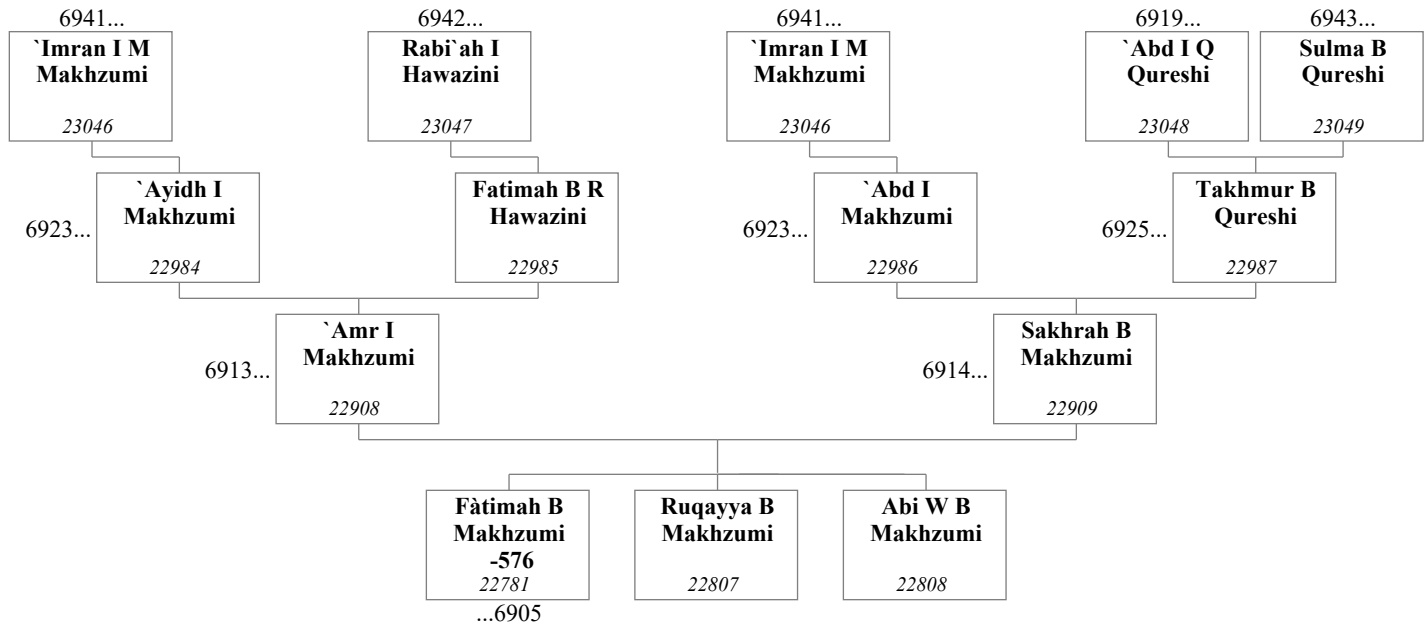 6941...
6942...
6941...
6919...
6943...
`Imran I M
Makhzumi
23046
Rabi`ah I
Hawazini
23047
`Imran I M
Makhzumi
23046
`Abd I Q
Qureshi
23048
Sulma B
Qureshi
23049
6923...
`Ayidh I
Makhzumi
22984
Fatimah B R
Hawazini
22985
6923...
`Abd I
Makhzumi
22986
6925...
Takhmur B
Qureshi
22987
6913...
`Amr I
Makhzumi
22908
6914...
Sakhrah B
Makhzumi
22909
Fàtimah B
Makhzumi
-576
22781
...6905
Ruqayya B
Makhzumi
22807
Abi W B
Makhzumi
22808